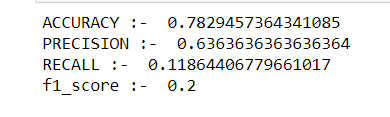 ACCURACY :-  0.7829457364341085
PRECISION :-  0.6363636363636364
RECALL :-  0.11864406779661017
f1_score :-  0.2